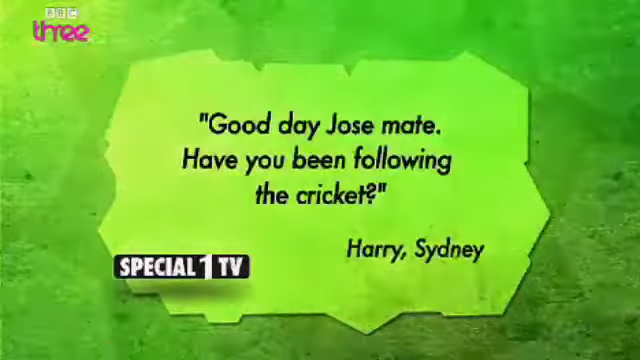 BBC
three
"Good day Jose mate.
Have you been following
the cricket?"
Harry, Sydney
SPECIAL 1 TV